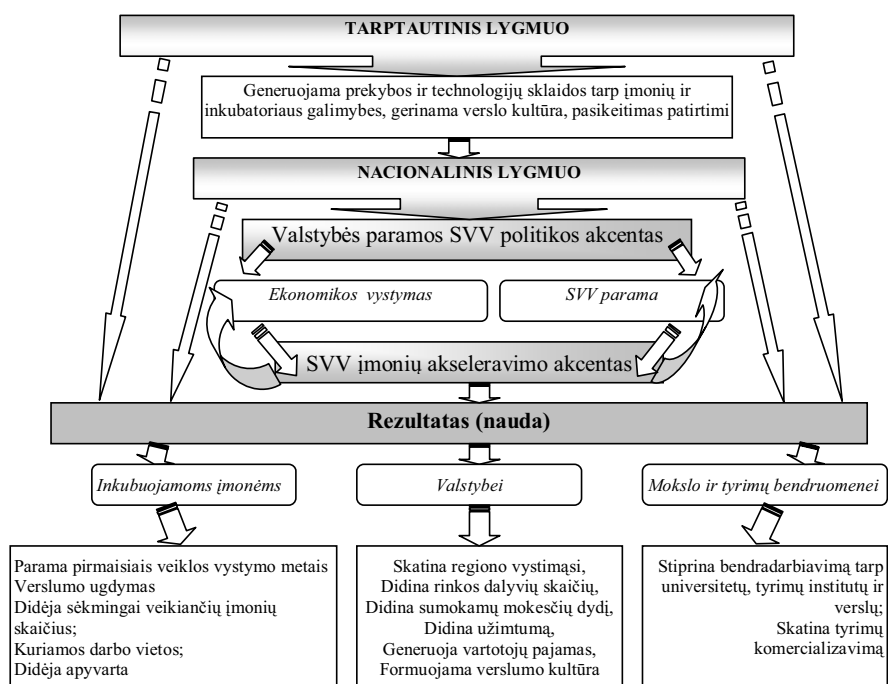 TARPTAUTINIS LYGMUO
Generuojama prekybos ir technologijų sklaidos tarp įmonių ir
inkubatoriaus galimybes, gerinama verslo kultūra, pasikeitimas patirtimi
NACIONALINIS LYGMUO
Valstybės paramos SVV politikos akcentas
Ekonomikos vystymas
SVV parama
SVV įmonių akseleravimo akcentas
Rezultatas (nauda)
Inkubuojamoms įmonėms
Valstybei
Mokslo ir tyrimų bendruomenei
Parama pirmaisiais veiklos vystymo metais
Verslumo ugdymas
Didėja sėkmingai veikiančių įmonių
skaičius;
Kuriamos darbo vietos;
Didėja apyvarta
Skatina regiono vystimąsi,
Didina rinkos dalyvių skaičių,
Didina sumokamų mokesčių dydį,
Didina užimtumą,
Generuoja vartotojų pajamas,
Formuojama verslumo kultūra
Stiprina bendradarbiavimą tarp
universitetų, tyrimų institutų ir
verslų;
Skatina tyrimų
komercializavimą